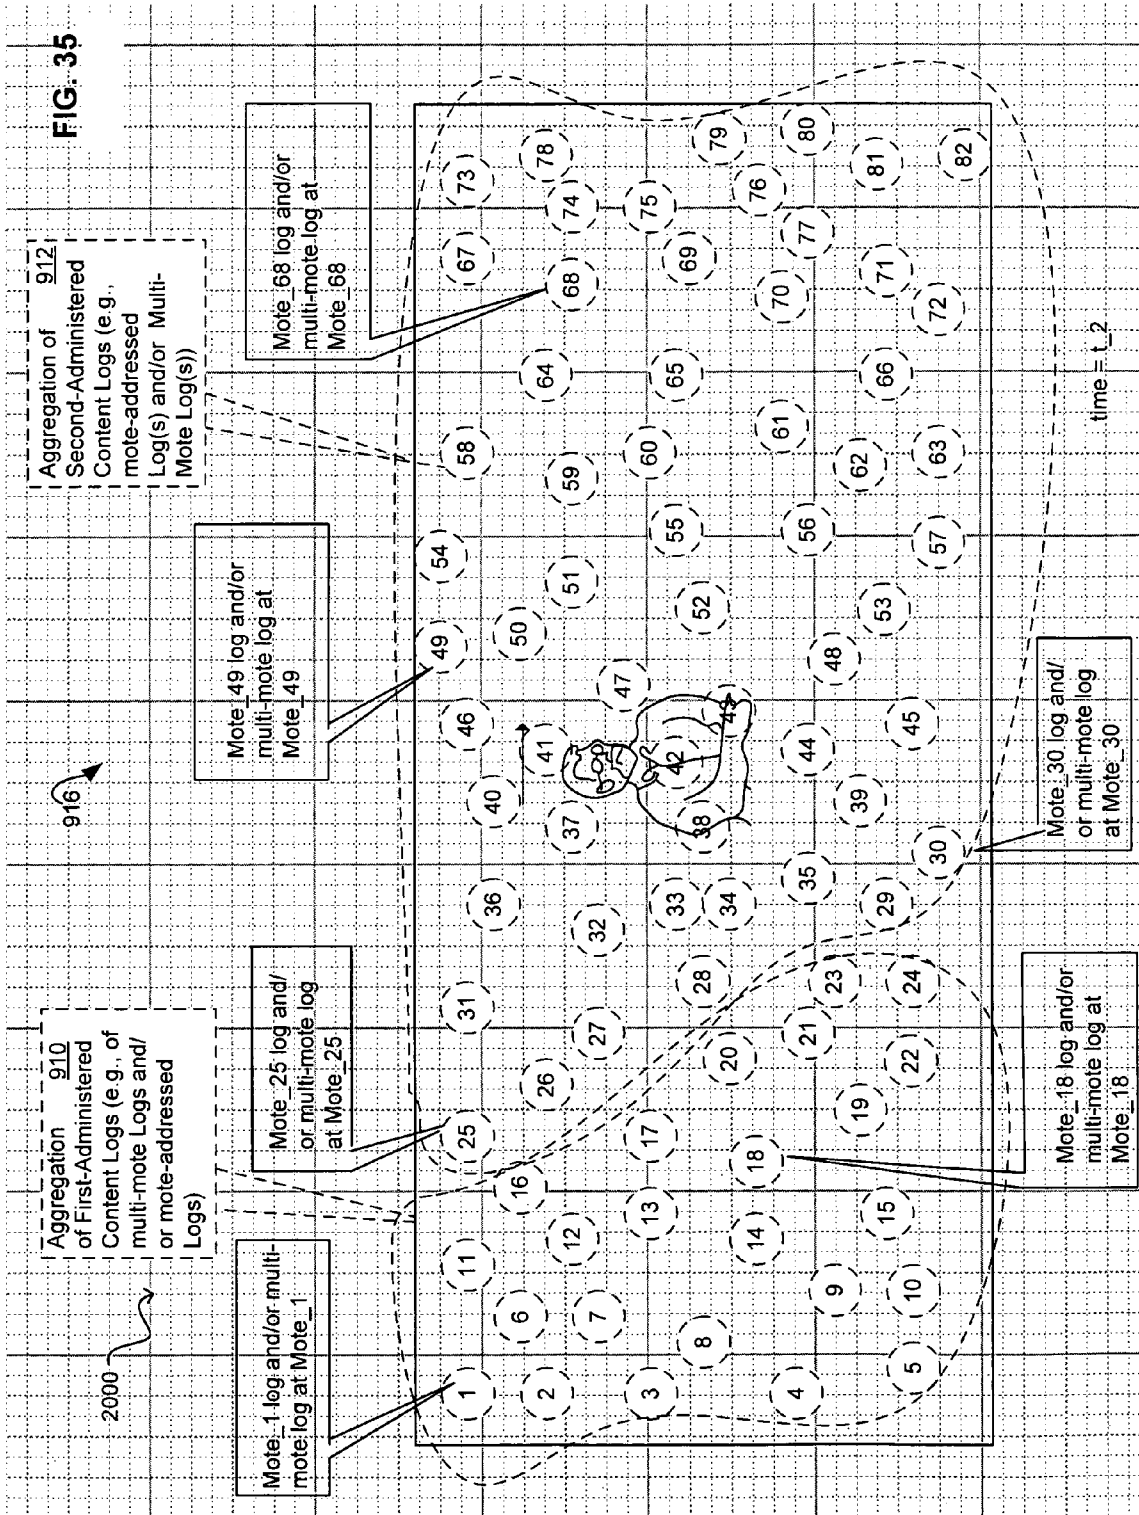 FIG. 35
2000
916
Aggregation 910
of First-Administered
Content Logs (e.g., of
multi-mote Logs and/
or mote-addressed
Logs)
Aggregation of 912
Second-Administered
Content Logs (e.g.,
mote-addressed
Log(s) and/or Multi-
Mote Log(s))
Mote_1 log and/or multi-
mote log at Mote_1
Mote_25 log and/
or multi-mote log
at Mote_25
Mote_49 log and/or
multi-mote log at
Mote_49
Mote_68 log and/or
multi-mote log at
Mote_68
1
2
3
4
5
6
7
8
9
10
11
12
13
14
15
16
17
18
19
20
21
22
23
24
25
26
27
28
29
30
31
32
33
34
35
36
37
38
39
40
41
42
43
44
45
46
47
48
49
50
51
52
53
54
55
56
57
58
59
60
61
62
63
64
65
66
67
68
69
70
71
72
73
74
75
76
77
78
79
80
81
82
Mote_18 log and/or
multi-mote log at
Mote_18
Mote_30 log and/
or multi-mote log
at Mote_30
time = t_2